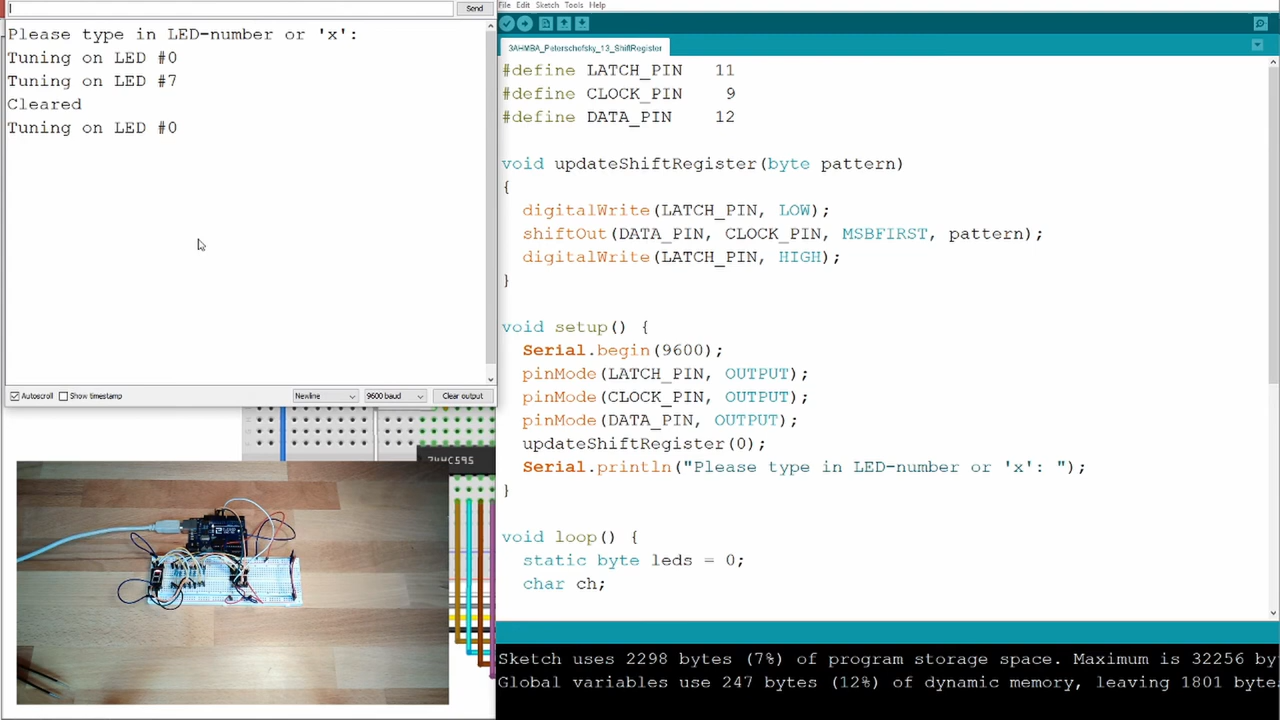 Send
Please type in LED-number or 'x':
Tuning on LED #0
Tuning on LED #7
Cleared
Tuning on LED #0
Autoscroll
Show timestamp
Newline
9600 baud
Clear output
74HC595
File Edit Sketch Tools Help
3AHMBA_Peterschofsky_13_ShiftRegister
#define LATCH_PIN 11
#define CLOCK_PIN 9
#define DATA_PIN 12
void updateShiftRegister(byte pattern)
{
digitalWrite(LATCH_PIN, LOW);
shiftOut(DATA_PIN, CLOCK_PIN, MSBFIRST, pattern);
digitalWrite(LATCH_PIN, HIGH);
}
void setup() {
Serial.begin(9600);
pinMode(LATCH_PIN, OUTPUT);
pinMode(CLOCK_PIN, OUTPUT);
pinMode(DATA_PIN, OUTPUT);
updateShiftRegister(0);
Serial.println("Please type in LED-number or 'x': ");
}
void loop() {
static byte leds = 0;
char ch;
Sketch uses 2298 bytes (7%) of program storage space. Maximum is 32256 by
Global variables use 247 bytes (12%) of dynamic memory, leaving 1801 byte